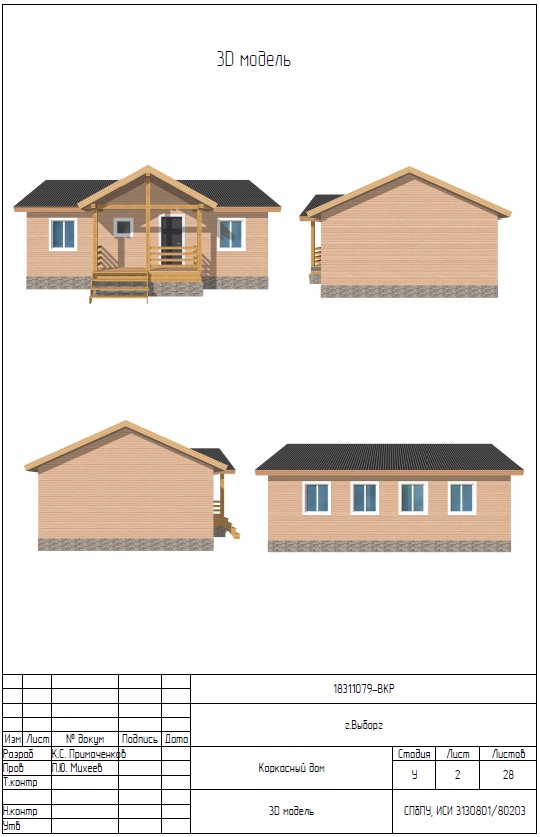 3D модель
18311079-ВКР
г.Выборг
Изм Лист № докум Подпись Дата
Разраб К.С. Примаченков
Пров П.Ю. Михеев
Т.контр
Каркасный дом
Стадия Лист Листов
У 2 28
Н.контр
Утв
3D модель
СПбПУ, ИСИ 3130801/80203